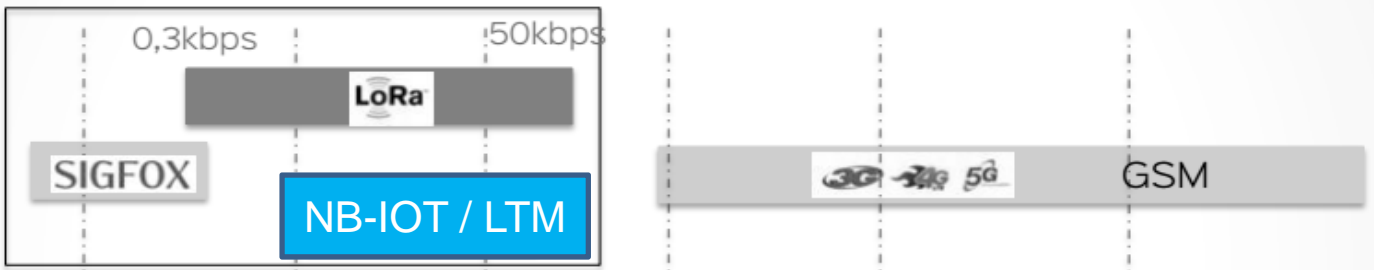 0,3kbps
50kbps
LoRa
SIGFOX
3G 4G 5G
GSM
NB-IOT / LTM